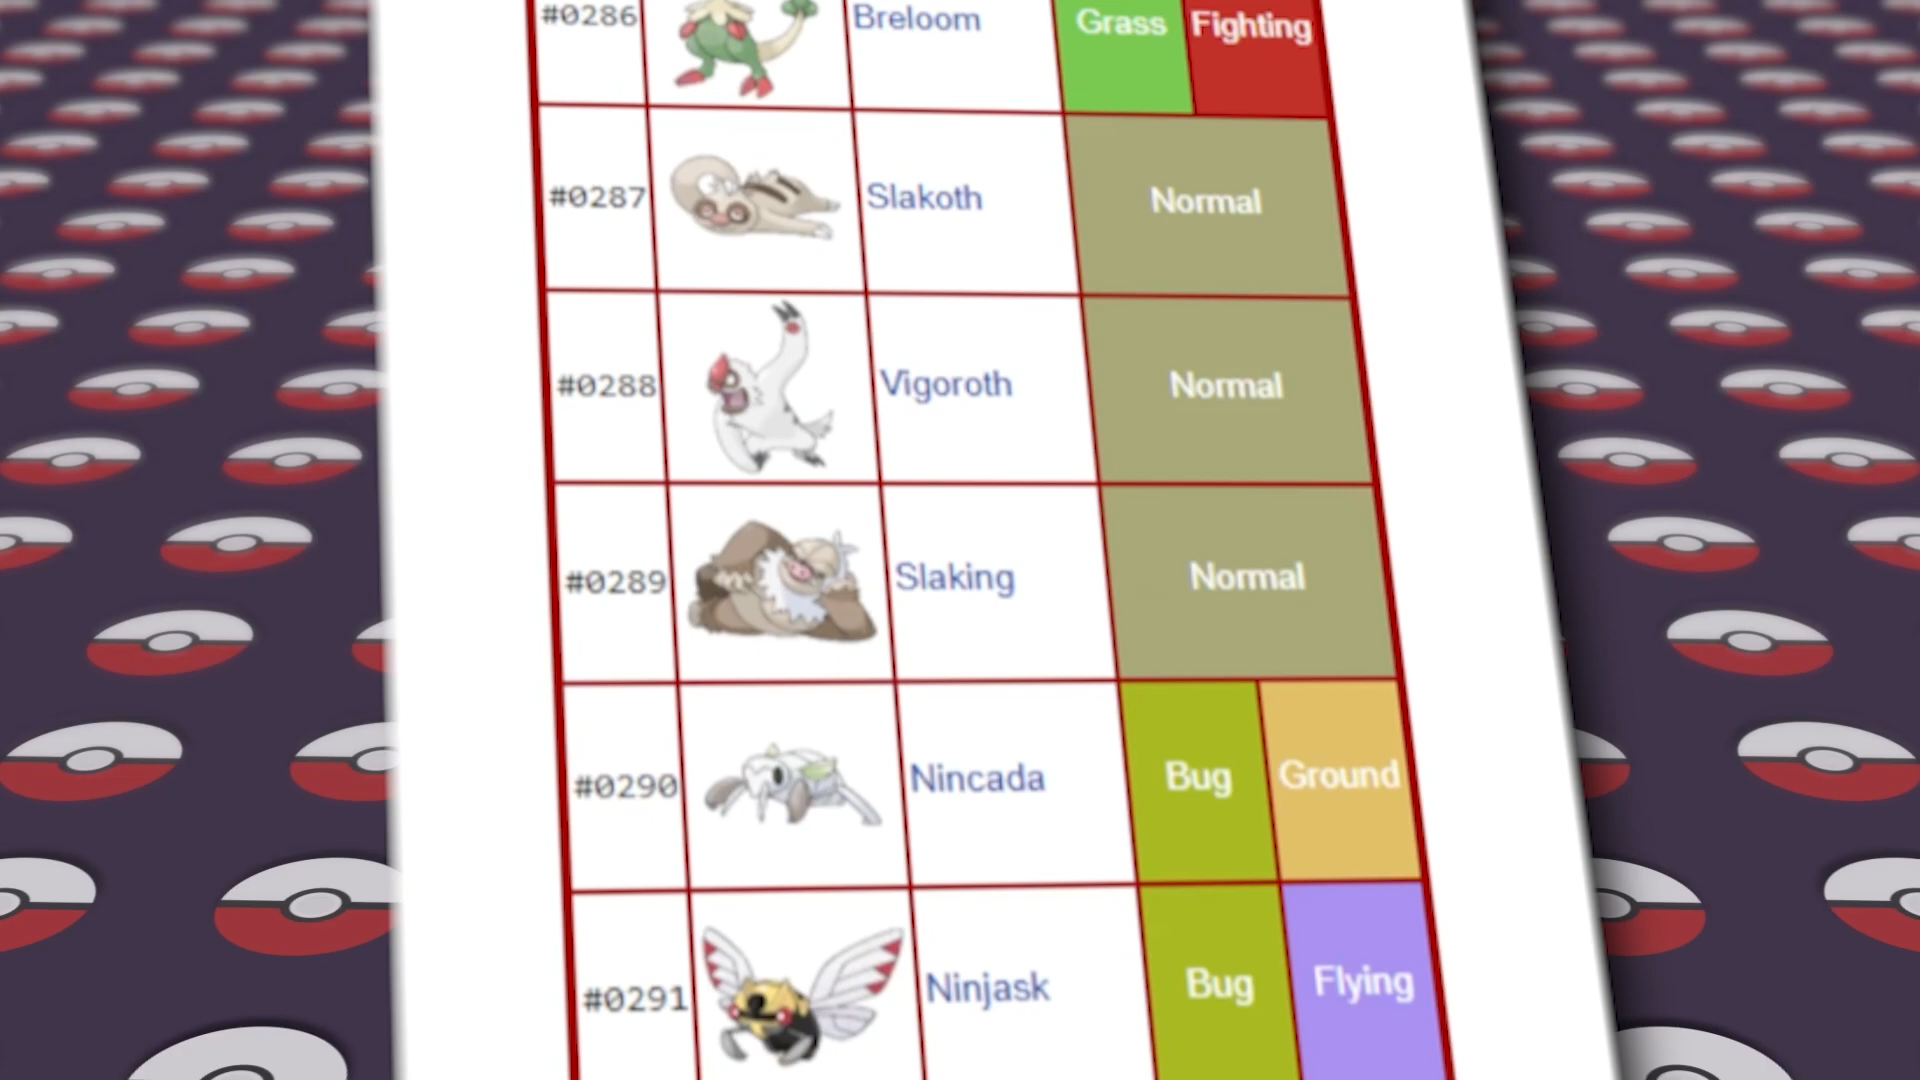 #0286 Breloom Grass Fighting
#0287 Slakoth Normal
#0288 Vigoroth Normal
#0289 Slaking Normal
#0290 Nincada Bug Ground
#0291 Ninjask Bug Flying